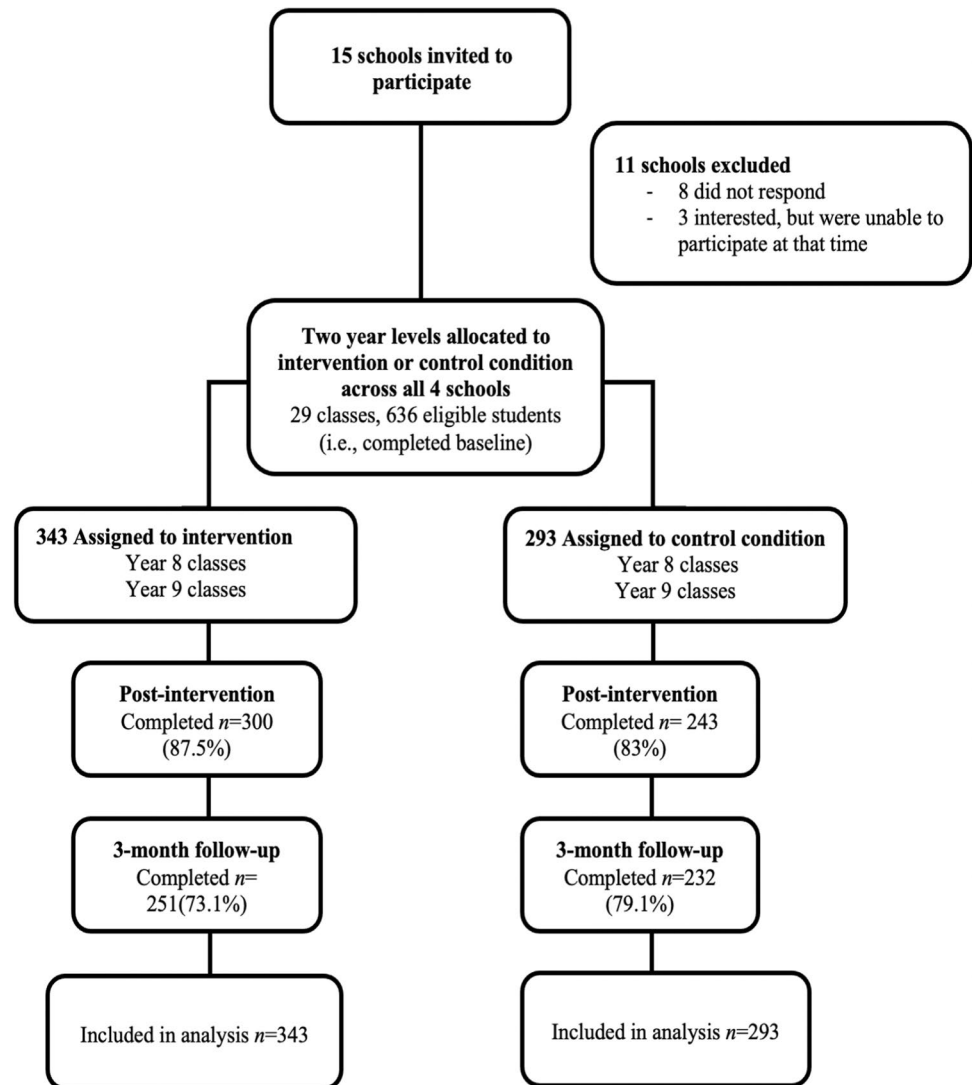 15 schools invited to
participate
11 schools excluded
- 8 did not respond
- 3 interested, but were unable to
participate at that time
Two year levels allocated to
intervention or control condition
across all 4 schools
29 classes, 636 eligible students
(i.e., completed baseline)
343 Assigned to intervention
Year 8 classes
Year 9 classes
293 Assigned to control condition
Year 8 classes
Year 9 classes
Post-intervention
Completed n=300
(87.5%)
Post-intervention
Completed n= 243
(83%)
3-month follow-up
Completed n=
251(73.1%)
3-month follow-up
Completed n=232
(79.1%)
Included in analysis n=343
Included in analysis n=293